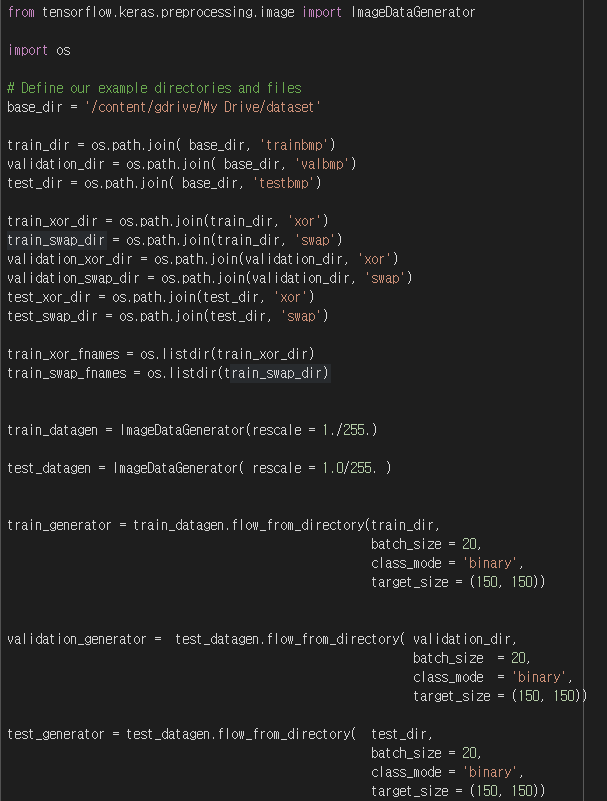 from tensorflow.keras.preprocessing.image import ImageDataGenerator
import os
# Define our example directories and files
base_dir = '/content/gdrive/My Drive/dataset'
train_dir = os.path.join( base_dir, 'trainbmp')
validation_dir = os.path.join( base_dir, 'valbmp')
test_dir = os.path.join( base_dir, 'testbmp')
train_xor_dir = os.path.join(train_dir, 'xor')
train_swap_dir = os.path.join(train_dir, 'swap')
validation_xor_dir = os.path.join(validation_dir, 'xor')
validation_swap_dir = os.path.join(validation_dir, 'swap')
test_xor_dir = os.path.join(test_dir, 'xor')
test_swap_dir = os.path.join(test_dir, 'swap')
train_xor_fnames = os.listdir(train_xor_dir)
train_swap_fnames = os.listdir(train_swap_dir)
train_datagen = ImageDataGenerator(rescale = 1./255.)
test_datagen = ImageDataGenerator( rescale = 1.0/255. )
train_generator = train_datagen.flow_from_directory(train_dir,
batch_size = 20,
class_mode = 'binary',
target_size = (150, 150))
validation_generator =  test_datagen.flow_from_directory( validation_dir,
batch_size  = 20,
class_mode  = 'binary',
target_size = (150, 150))
test_generator = test_datagen.flow_from_directory(  test_dir,
batch_size = 20,
class_mode = 'binary',
target_size = (150, 150))